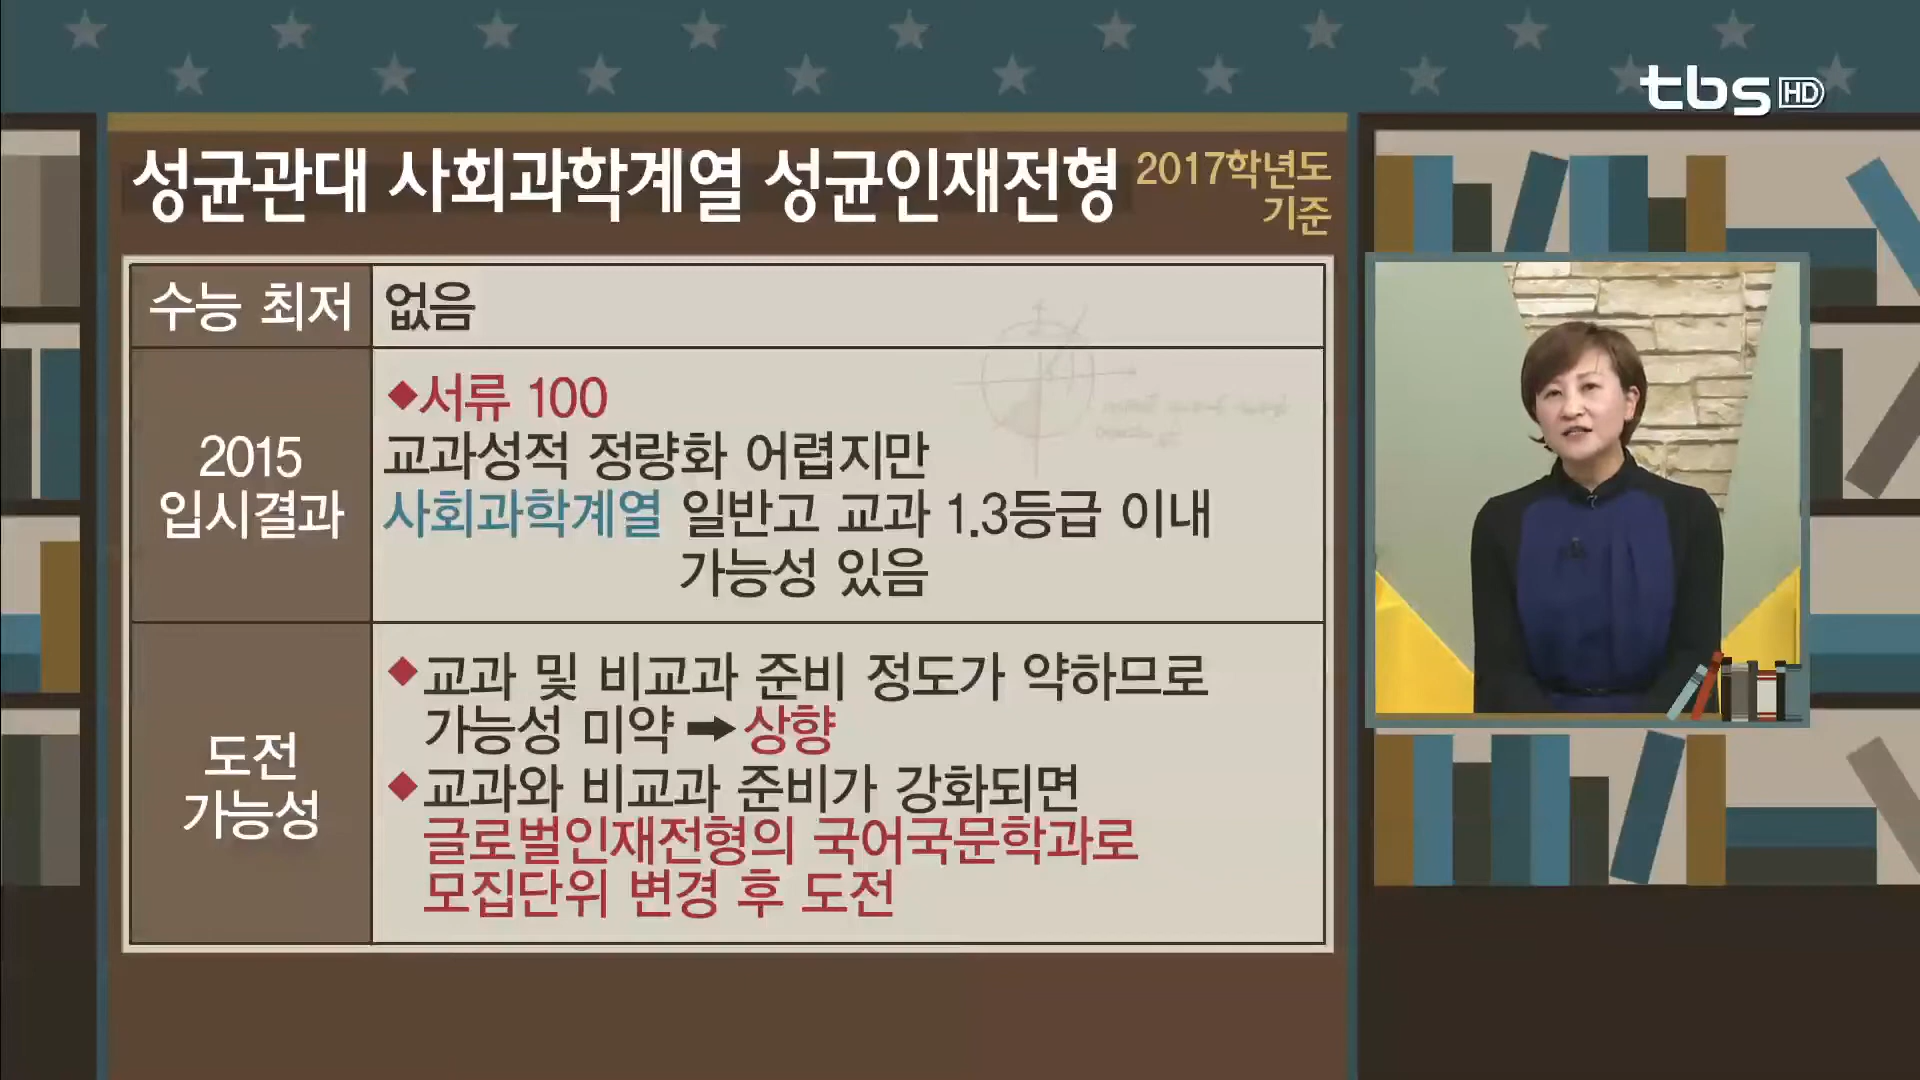 tbs HD
성균관대 사회과학계열 성균인재전형
2017학년도
기준
수능 최저
없음
2015
입시결과
◆서류 100
교과성적 정량화 어렵지만
사회과학계열 일반고 교과 1.3등급 이내
가능성 있음
도전
가능성
◆교과 및 비교과 준비 정도가 약하므로
가능성 미약 ➡ 상향
◆교과와 비교과 준비가 강화되면
글로벌인재전형의 국어국문학과로
모집단위 변경 후 도전